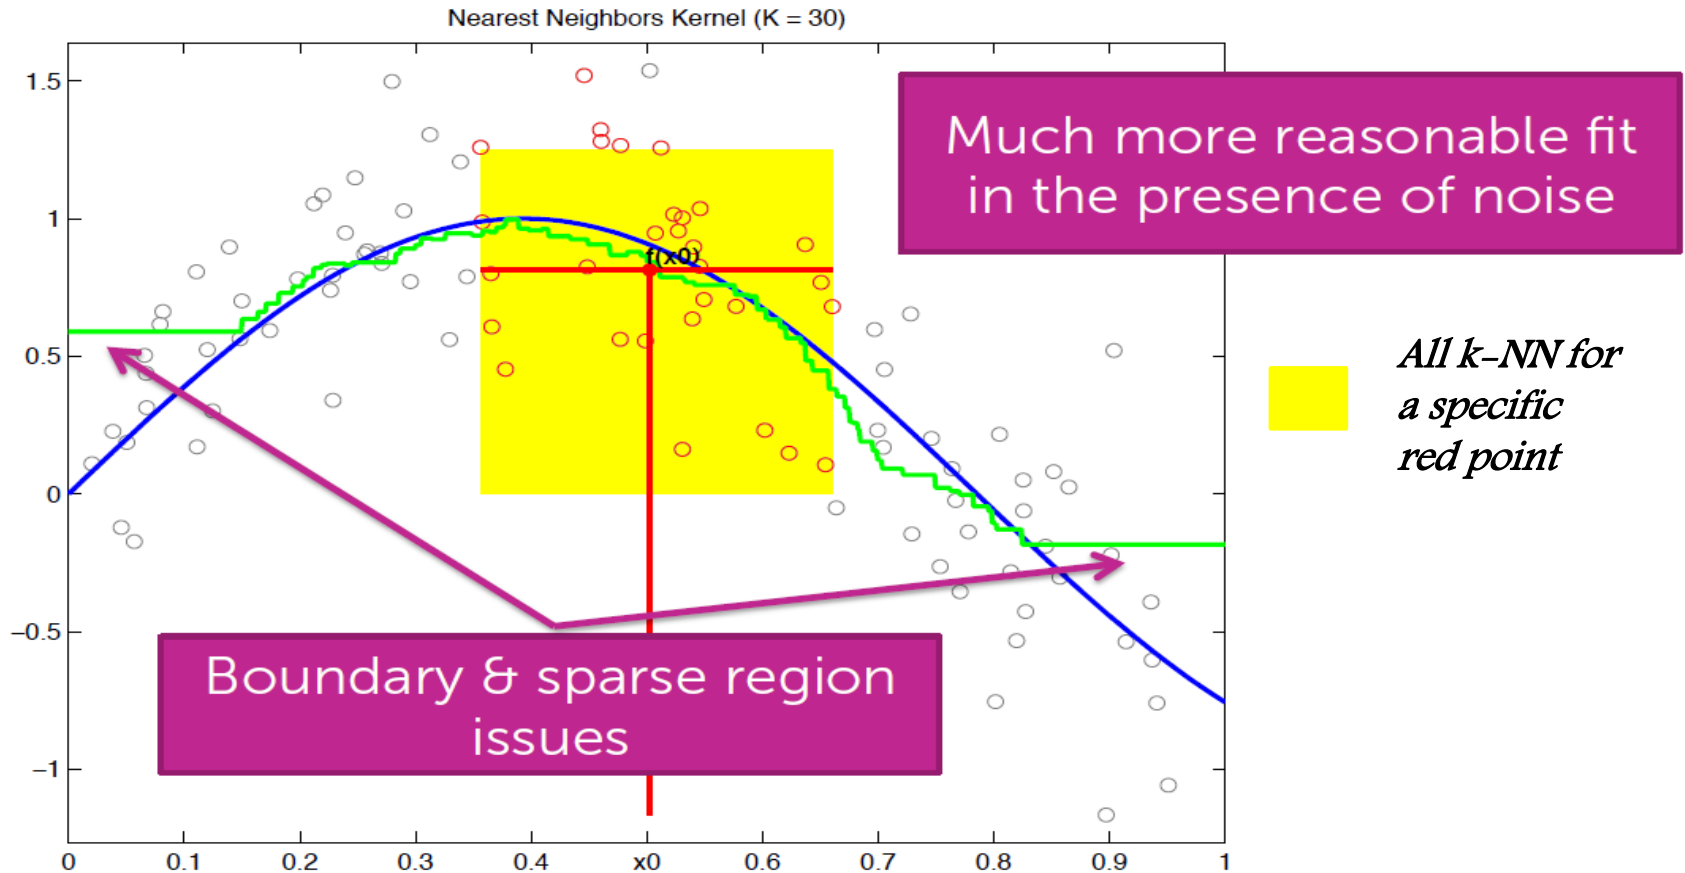 Nearest Neighbors Kernel (K = 30)
1.5
1
0.5
0
−0.5
−1
f(x0)
Much more reasonable fit
in the presence of noise
All k-NN for
a specific
red point
Boundary & sparse region
issues
0 0.1 0.2 0.3 0.4 x0 0.6 0.7 0.8 0.9 1